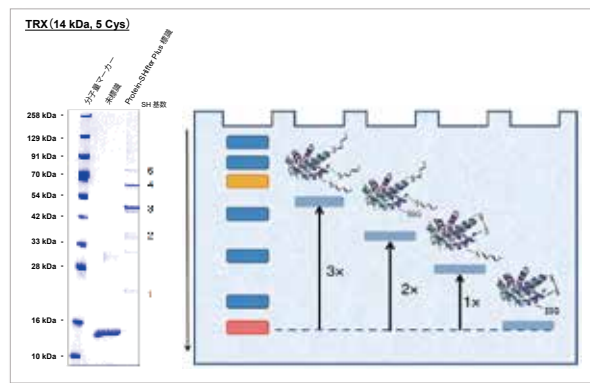 TRX（14 kDa, 5 Cys）
分子量マーカー
未標識
Protein-SHifter Plus 標識
SH 基数
258 kDa -
129 kDa -
91 kDa -
70 kDa -
54 kDa -
42 kDa -
33 kDa -
28 kDa -
16 kDa -
10 kDa -
5
4
3
2
1
3×
2×
1×